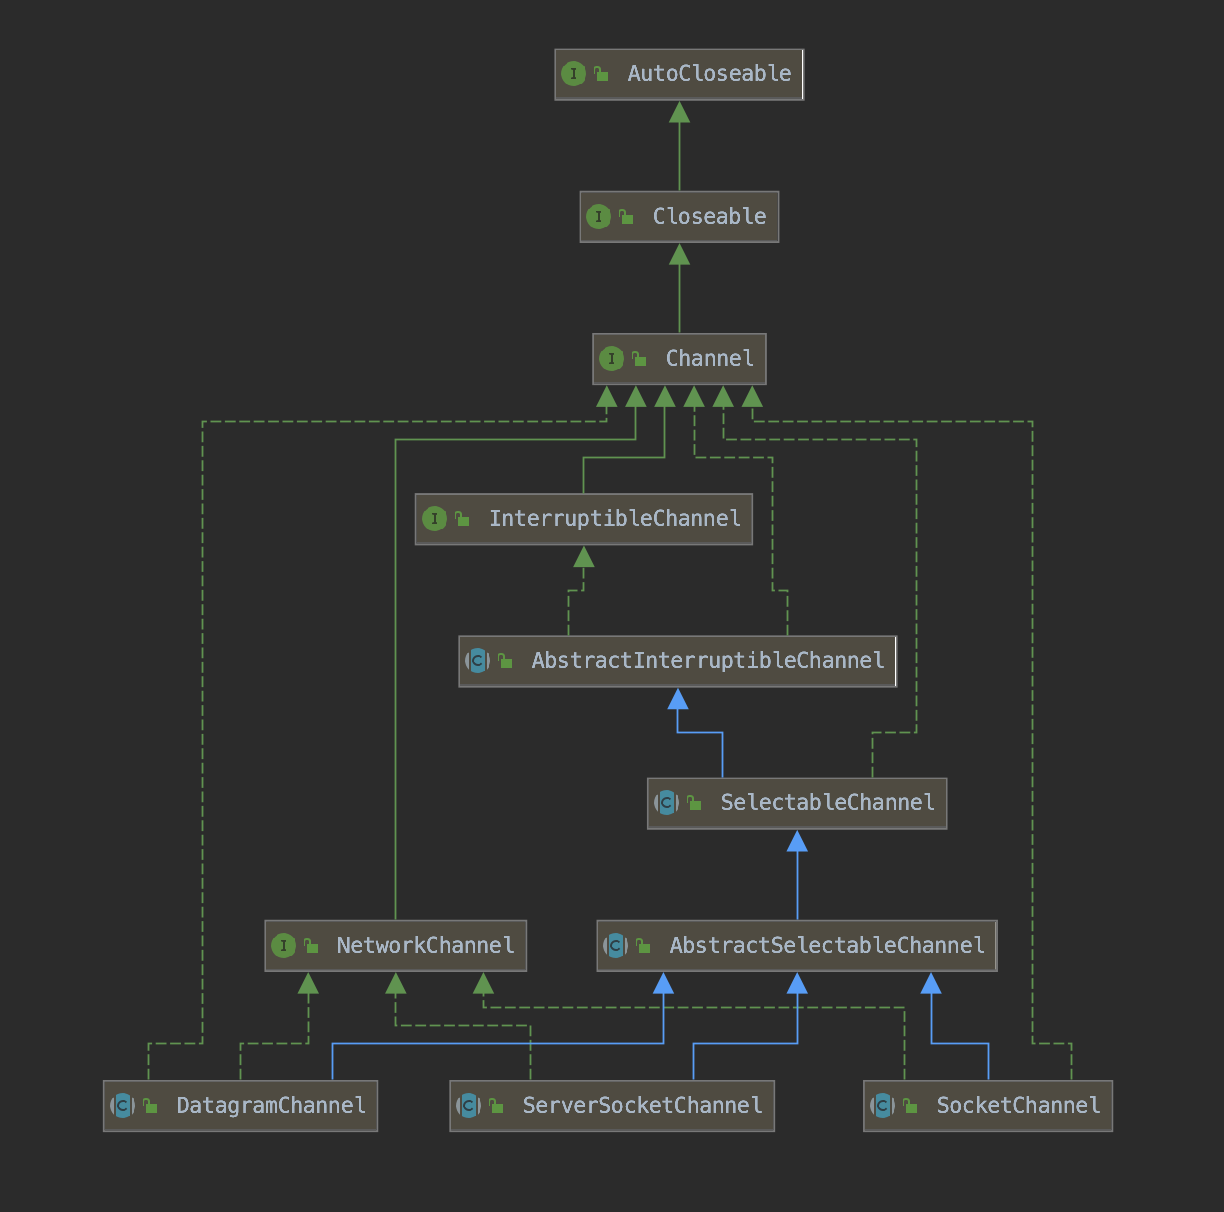 I AutoCloseable
I Closeable
I Channel
I InterruptibleChannel
C AbstractInterruptibleChannel
C SelectableChannel
I NetworkChannel
C AbstractSelectableChannel
C DatagramChannel
C ServerSocketChannel
C SocketChannel